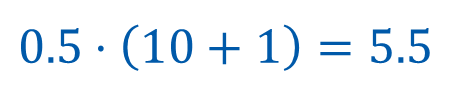 0.5 · (10 + 1) = 5.5